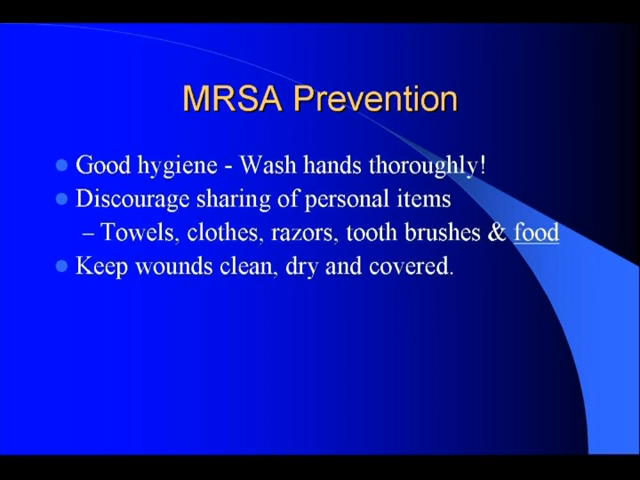 MRSA Prevention
Good hygiene - Wash hands thoroughly!
Discourage sharing of personal items
– Towels, clothes, razors, tooth brushes & food
Keep wounds clean, dry and covered.